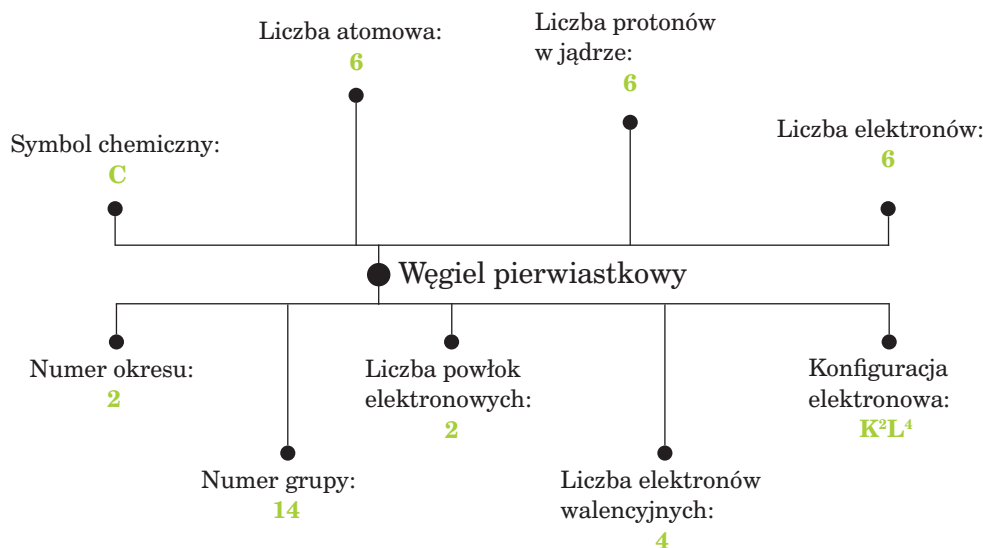 Liczba atomowa:
6
Liczba protonów
w jądrze:
6
Symbol chemiczny:
C
Liczba elektronów:
6
Węgiel pierwiastkowy
Numer okresu:
2
Numer grupy:
14
Liczba powłok
elektronowych:
2
Liczba elektronów
walencyjnych:
4
Konfiguracja
elektronowa:
K²L⁴